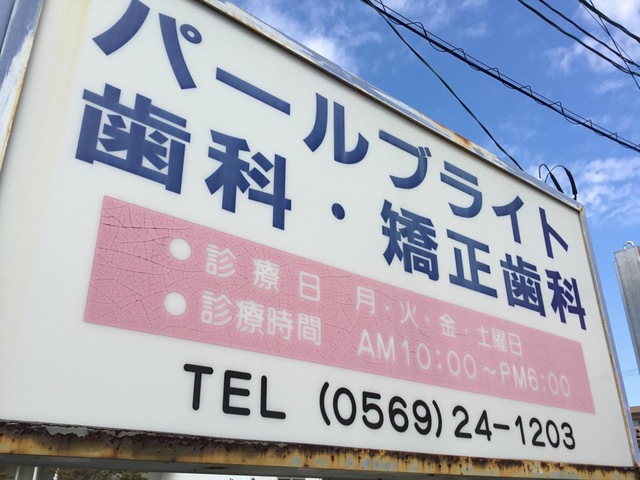 パールブライト
歯科・矯正歯科
●診療日 月・火・金・土曜日
●診療時間 AM10:00～PM6:00
TEL (0569)24-1203